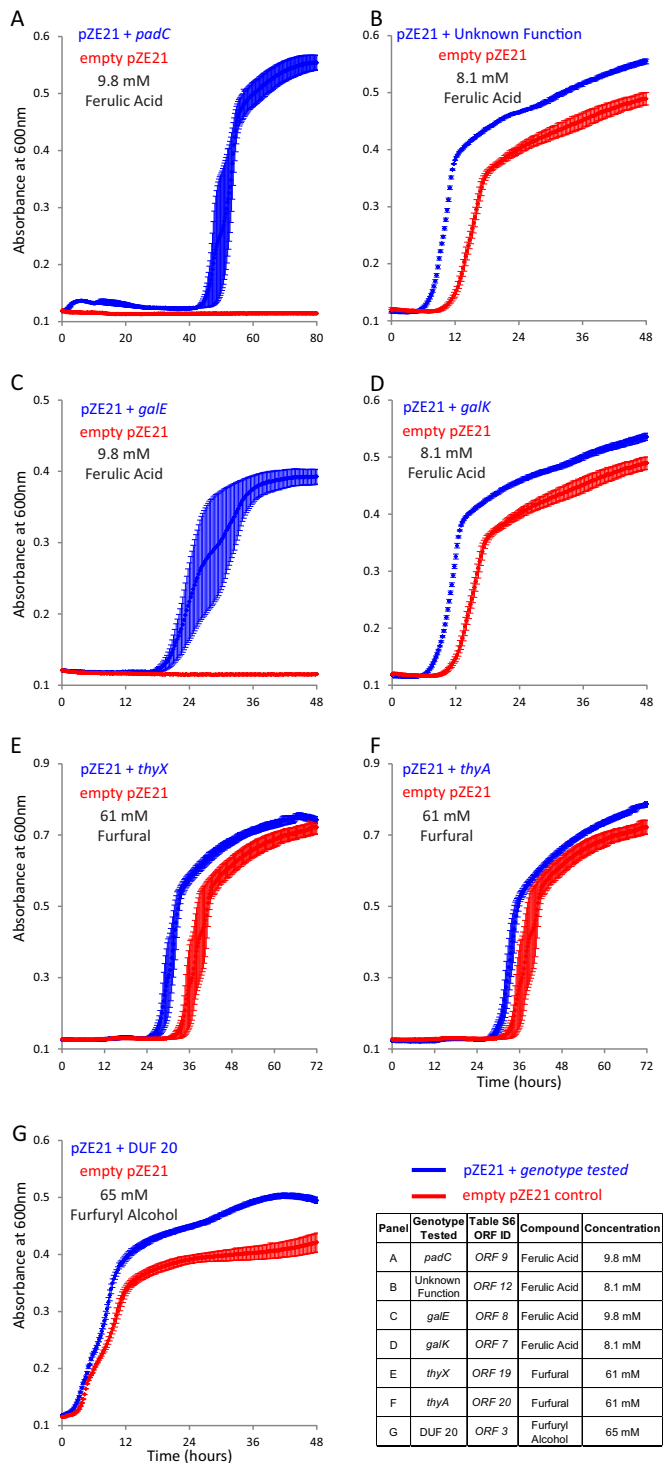 A
pZE21 + padC
empty pZE21
9.8 mM
Ferulic Acid
Absorbance at 600nm
0.6
0.5
0.4
0.3
0.2
0.1
0 20 40 60 80
B
pZE21 + Unknown Function
empty pZE21
8.1 mM
Ferulic Acid
0.6
0.5
0.4
0.3
0.2
0.1
0 12 24 36 48
C
pZE21 + galE
empty pZE21
9.8 mM
Ferulic Acid
Absorbance at 600nm
0.5
0.4
0.3
0.2
0.1
0 12 24 36 48
D
pZE21 + galK
empty pZE21
8.1 mM
Ferulic Acid
0.6
0.5
0.4
0.3
0.2
0.1
0 12 24 36 48
E
pZE21 + thyX
empty pZE21
61 mM
Furfural
Absorbance at 600nm
0.9
0.7
0.5
0.3
0.1
0 12 24 36 48 60 72
F
pZE21 + thyA
empty pZE21
61 mM
Furfural
0.9
0.7
0.5
0.3
0.1
0 12 24 36 48 60 72
Time (hours)
G
pZE21 + DUF 20
empty pZE21
65 mM
Furfuryl Alcohol
Absorbance at 600nm
0.6
0.5
0.4
0.3
0.2
0.1
0 12 24 36 48
Time (hours)
pZE21 + genotype tested
empty pZE21 control
Panel Genotype Tested Table S6 ORF ID Compound Concentration
A padC ORF 9 Ferulic Acid 9.8 mM
B Unknown Function ORF 12 Ferulic Acid 8.1 mM
C galE ORF 8 Ferulic Acid 9.8 mM
D galK ORF 7 Ferulic Acid 8.1 mM
E thyX ORF 19 Furfural 61 mM
F thyA ORF 20 Furfural 61 mM
G DUF 20 ORF 3 Furfuryl Alcohol 65 mM